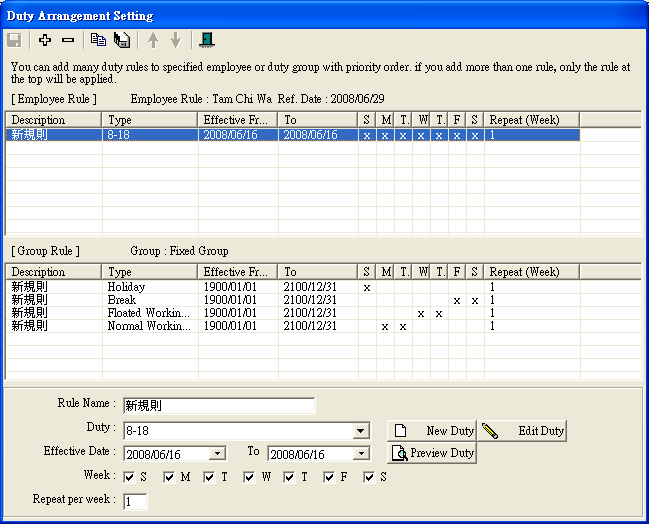 Duty Arrangement Setting
You can add many duty rules to specified employee or duty group with priority order. if you add more than one rule, only the rule at
the top will be applied.
[ Employee Rule ] Employee Rule : Tam Chi Wa Ref. Date : 2008/06/29
Description Type Effective Fr... To S M T. W T. F S Repeat (Week)
新規則 8-18 2008/06/16 2008/06/16 x x x x x x x 1
[ Group Rule ] Group : Fixed Group
Description Type Effective Fr... To S M T. W T. F S Repeat (Week)
新規則 Holiday 1900/01/01 2100/12/31 x 1
新規則 Break 1900/01/01 2100/12/31 x x 1
新規則 Floated Workin... 1900/01/01 2100/12/31 x x 1
新規則 Normal Workin... 1900/01/01 2100/12/31 x x 1
Rule Name : 新規則
Duty : 8-18 New Duty Edit Duty
Effective Date : 2008/06/16 To 2008/06/16 Preview Duty
Week : S M T W T F S
Repeat per week : 1